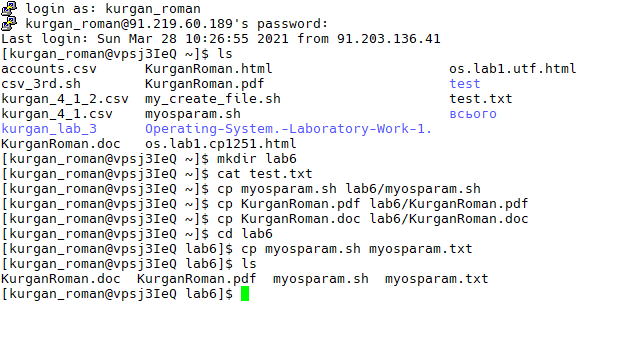 login as: kurgan_roman
kurgan_roman@91.219.60.189's password:
Last login: Sun Mar 28 10:26:55 2021 from 91.203.136.41
[kurgan_roman@vpsj3IeQ ~]$ ls
accounts.csv KurganRoman.html os.lab1.utf.html
csv_3rd.sh KurganRoman.pdf test
kurgan_4_1_2.csv my_create_file.sh test.txt
kurgan_4_1.csv myosparam.sh всього
kurgan_lab_3 Operating-System.-Laboratory-Work-1.
KurganRoman.doc os.lab1.cp1251.html
[kurgan_roman@vpsj3IeQ ~]$ mkdir lab6
[kurgan_roman@vpsj3IeQ ~]$ cat test.txt
[kurgan_roman@vpsj3IeQ ~]$ cp myosparam.sh lab6/myosparam.sh
[kurgan_roman@vpsj3IeQ ~]$ cp KurganRoman.pdf lab6/KurganRoman.pdf
[kurgan_roman@vpsj3IeQ ~]$ cp KurganRoman.doc lab6/KurganRoman.doc
[kurgan_roman@vpsj3IeQ ~]$ cd lab6
[kurgan_roman@vpsj3IeQ lab6]$ cp myosparam.sh myosparam.txt
[kurgan_roman@vpsj3IeQ lab6]$ ls
KurganRoman.doc KurganRoman.pdf myosparam.sh myosparam.txt
[kurgan_roman@vpsj3IeQ lab6]$